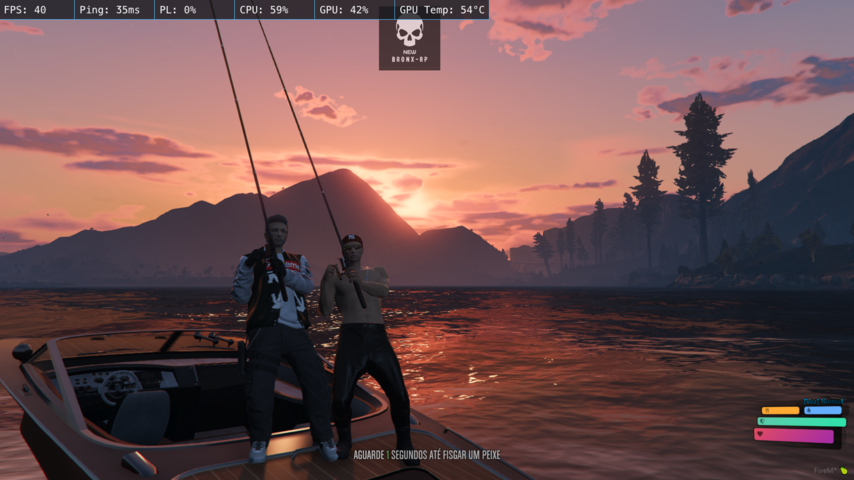 FPS: 40 Ping: 35ms PL: 0% CPU: 59% GPU: 42% GPU Temp: 54°C
NEW
BRONX-RP
AGUARDE 1 SEGUNDOS ATÉ FISGAR UM PEIXE
FiveM®